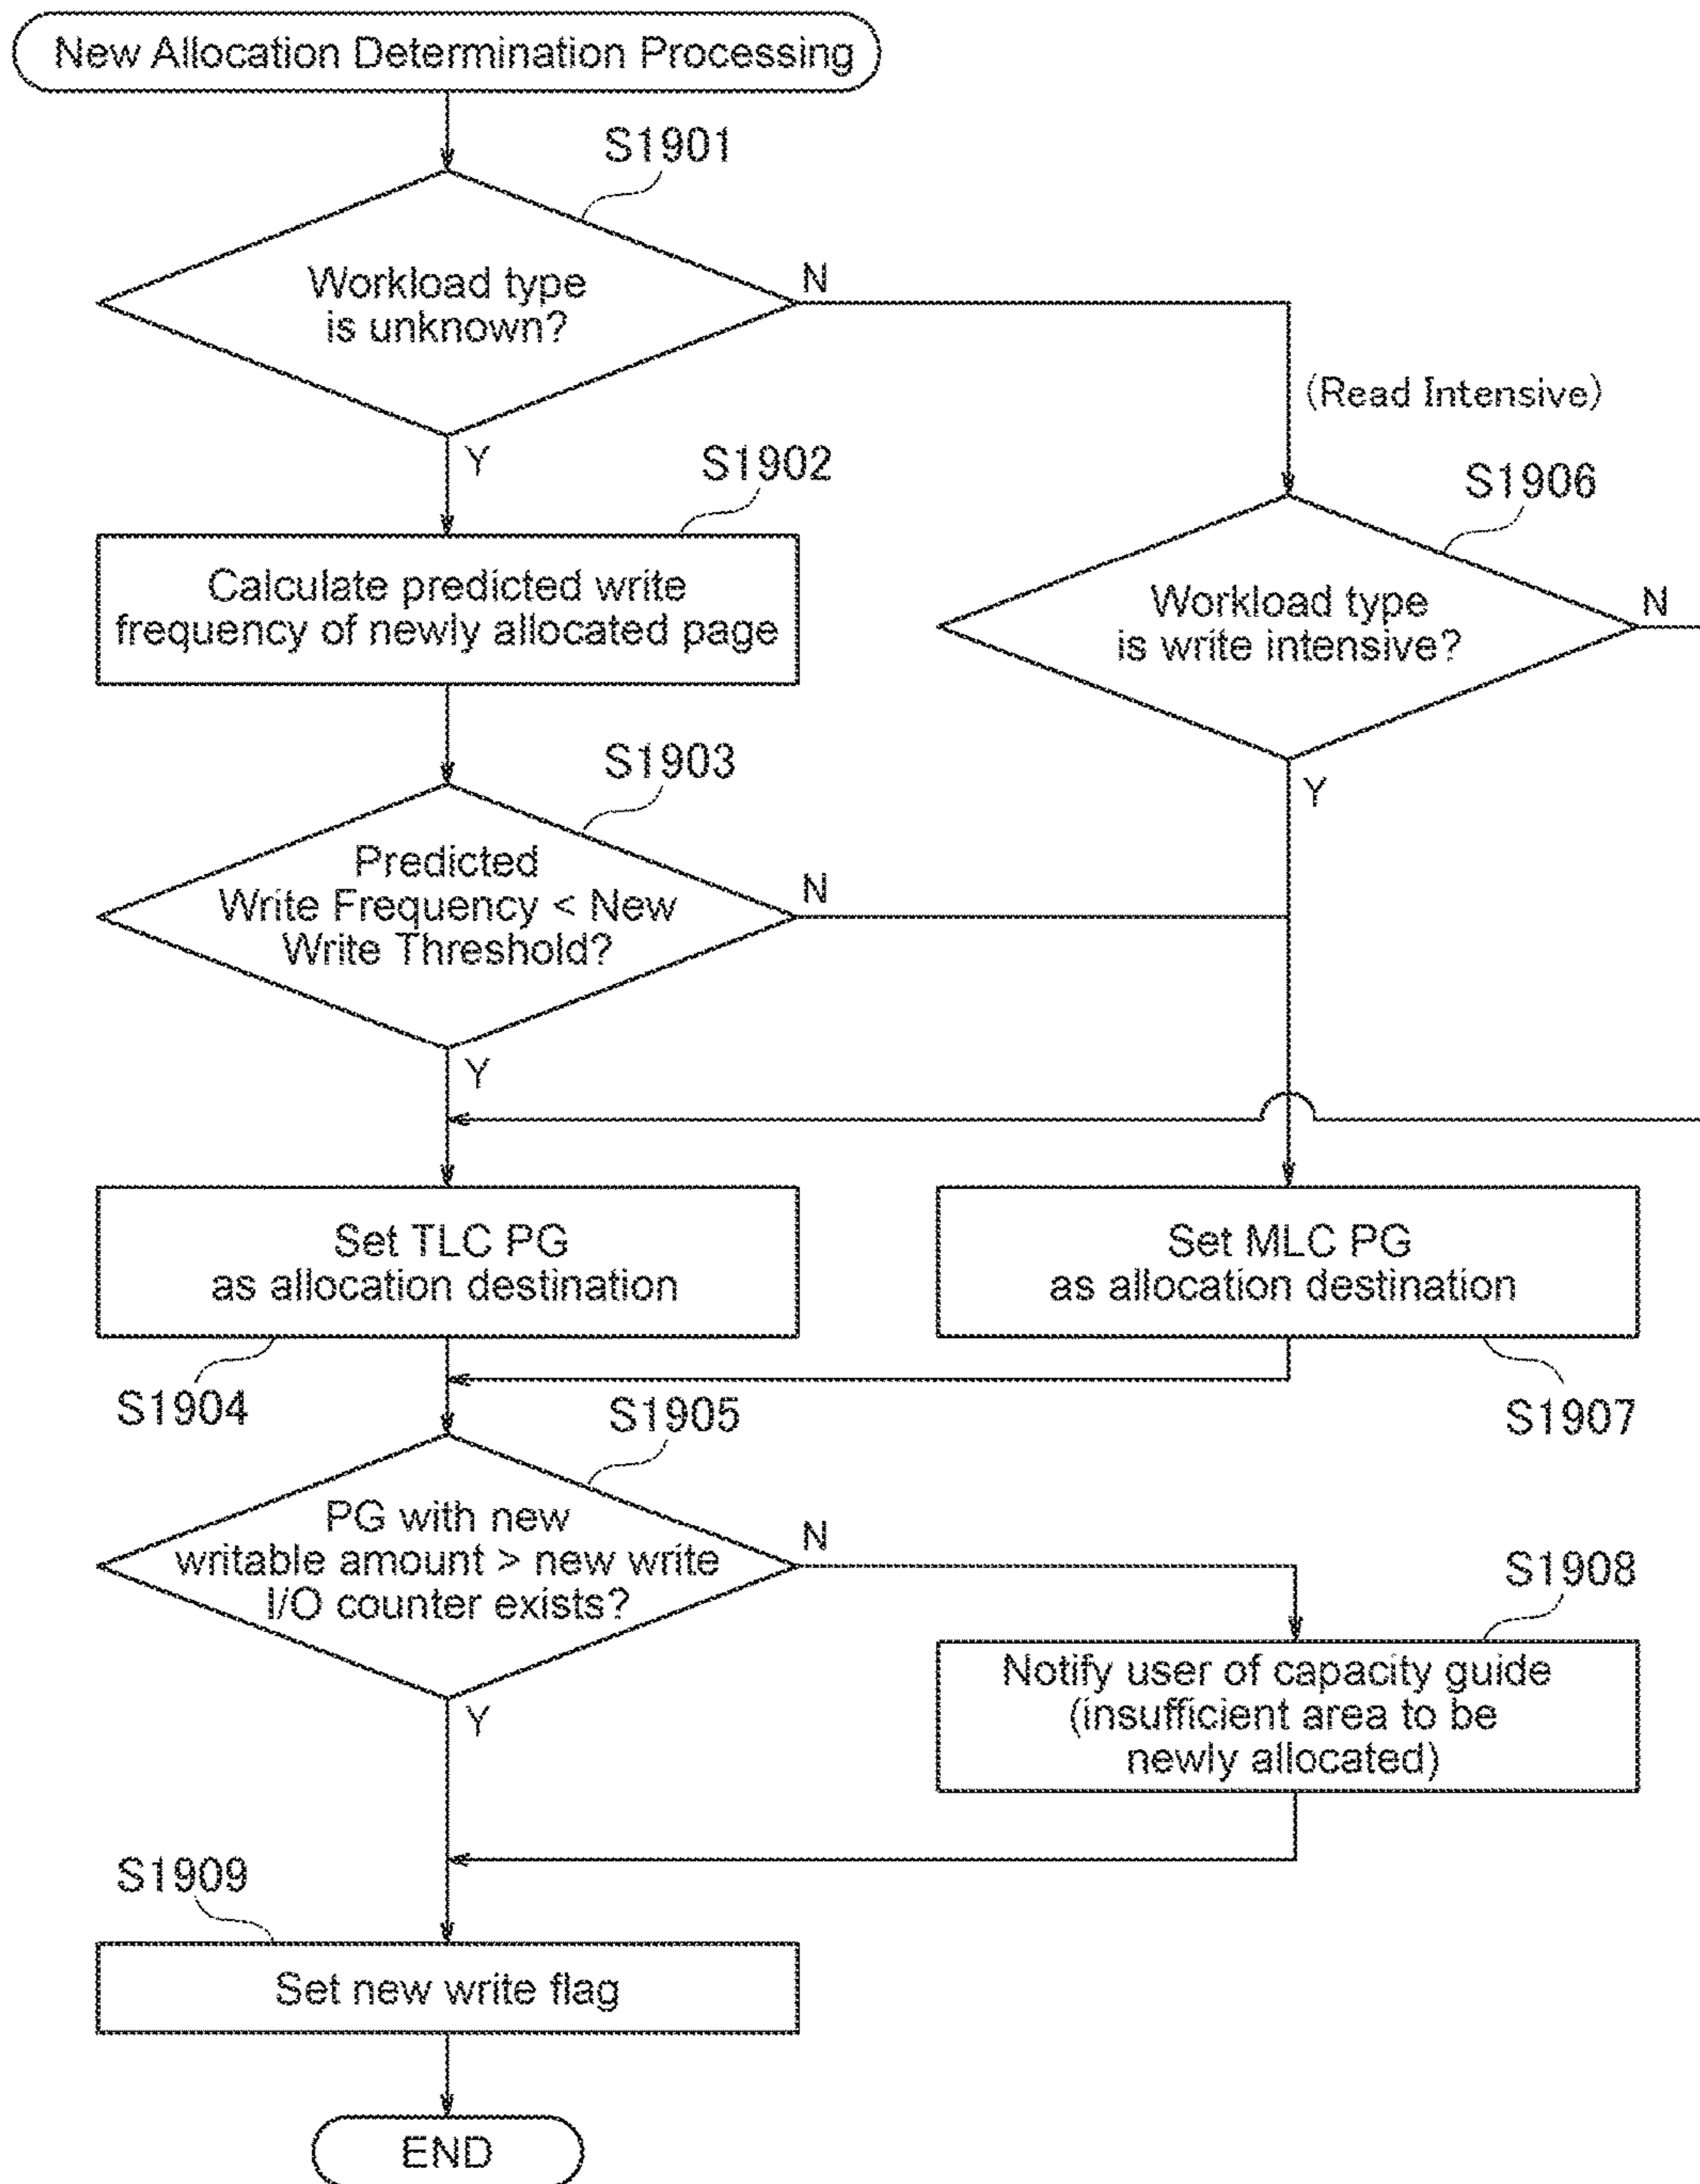 New Allocation Determination Processing
S1901
Workload type
is unknown?
N
Y
(Read Intensive)
S1902
Calculate predicted write
frequency of newly allocated page
S1906
Workload type
is write intensive?
N
Y
S1903
Predicted
Write Frequency < New
Write Threshold?
N
Y
Set TLC PG
as allocation destination
S1904
Set MLC PG
as allocation destination
S1907
S1905
PG with new
writable amount > new write
I/O counter exists?
N
Y
S1908
Notify user of capacity guide
(insufficient area to be
newly allocated)
S1909
Set new write flag
END